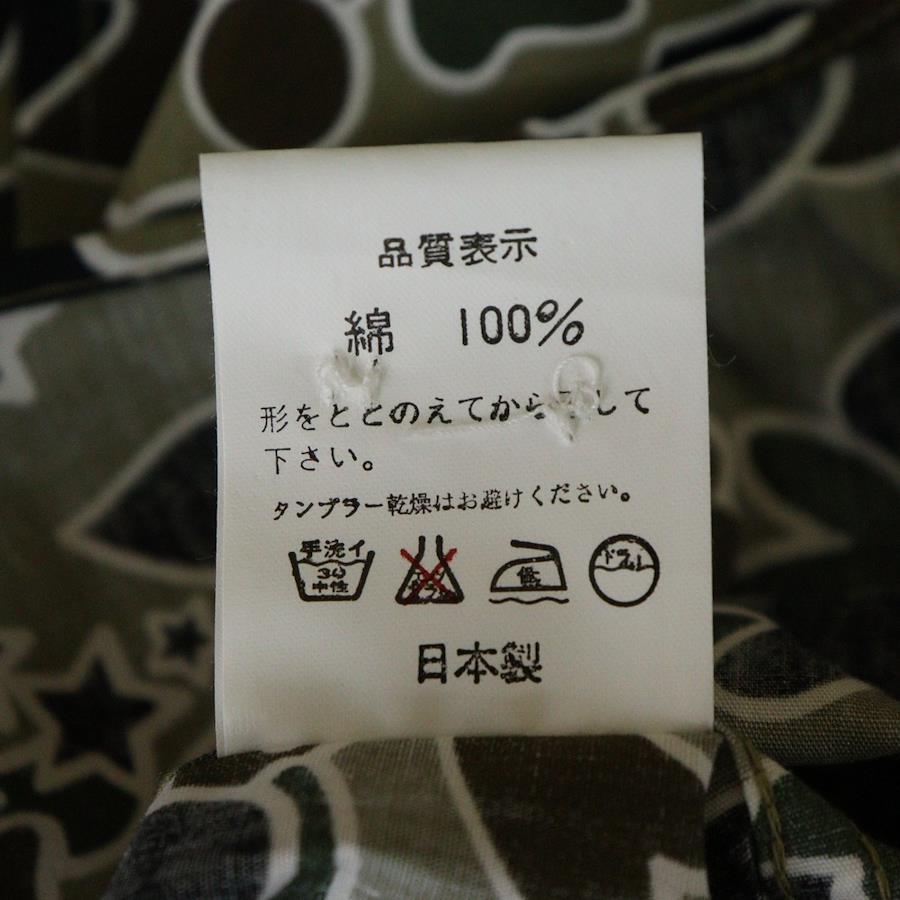 品質表示
綿 100%
形をととのえてから干して
下さい。
タンプラー乾燥はお避けください。
手洗イ
30
中性
低
ドライ
日本製